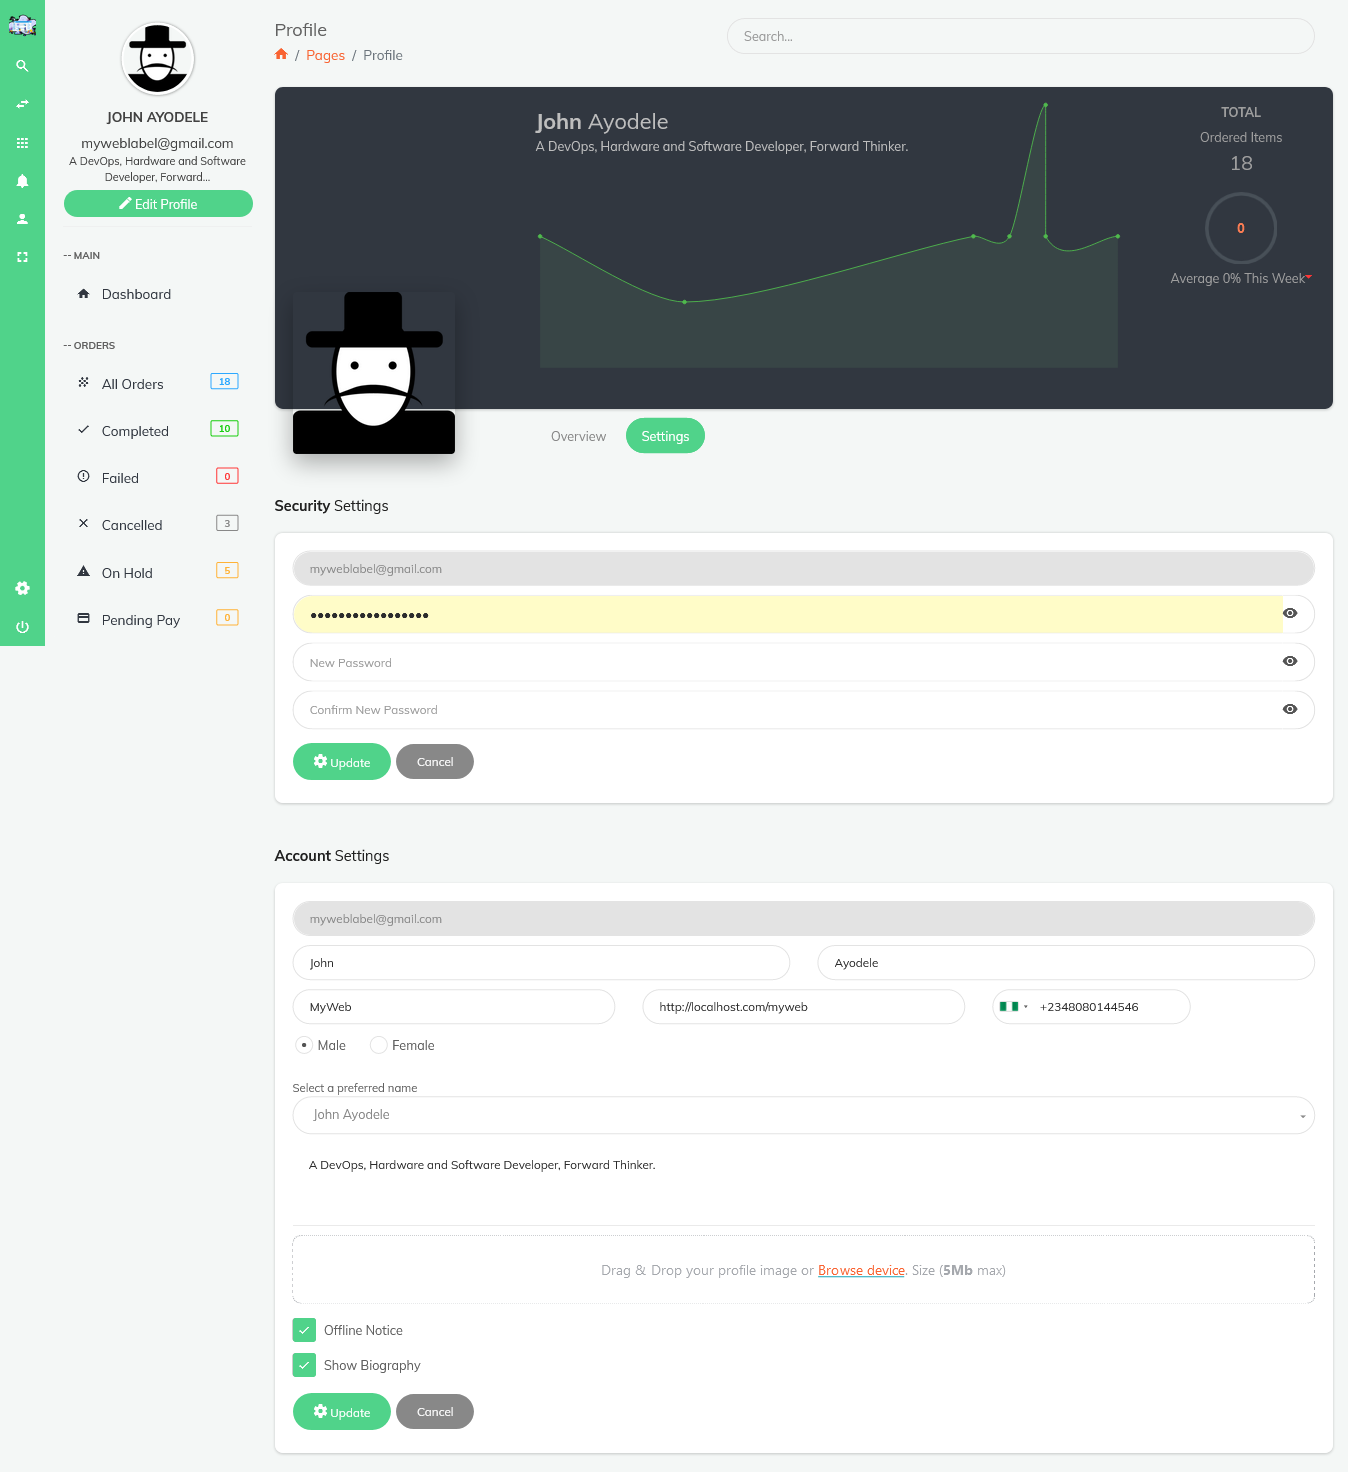 JOHN AYODELE
myweblabel@gmail.com
A DevOps, Hardware and Software
Developer, Forward...
Edit Profile
-- MAIN
Dashboard
-- ORDERS
All Orders 18
Completed 10
Failed 0
Cancelled 3
On Hold 5
Pending Pay 0
Profile
/ Pages / Profile
Search...
John Ayodele
A DevOps, Hardware and Software Developer, Forward Thinker.
TOTAL
Ordered Items
18
0
Average 0% This Week
Overview Settings
Security Settings
myweblabel@gmail.com
•••••••••••••••••
New Password
Confirm New Password
Update Cancel
Account Settings
myweblabel@gmail.com
John Ayodele
MyWeb http://localhost.com/myweb +2348080144546
Male Female
Select a preferred name
John Ayodele
A DevOps, Hardware and Software Developer, Forward Thinker.
Drag & Drop your profile image or Browse device. Size (5Mb max)
Offline Notice
Show Biography
Update Cancel